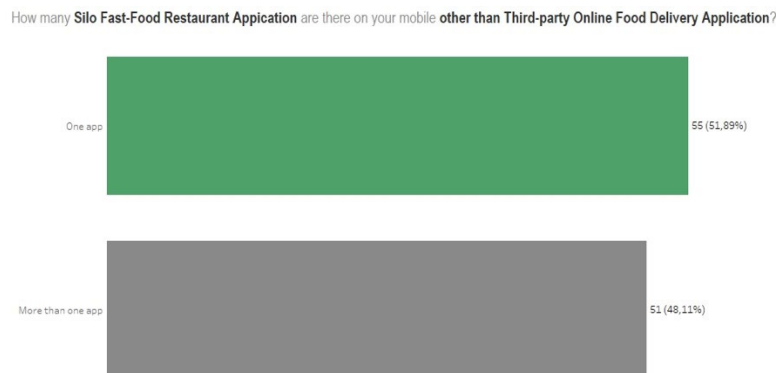 How many Silo Fast-Food Restaurant Appication are there on your mobile other than Third-party Online Food Delivery Application?
One app
55 (51,89%)
More than one app
51 (48,11%)